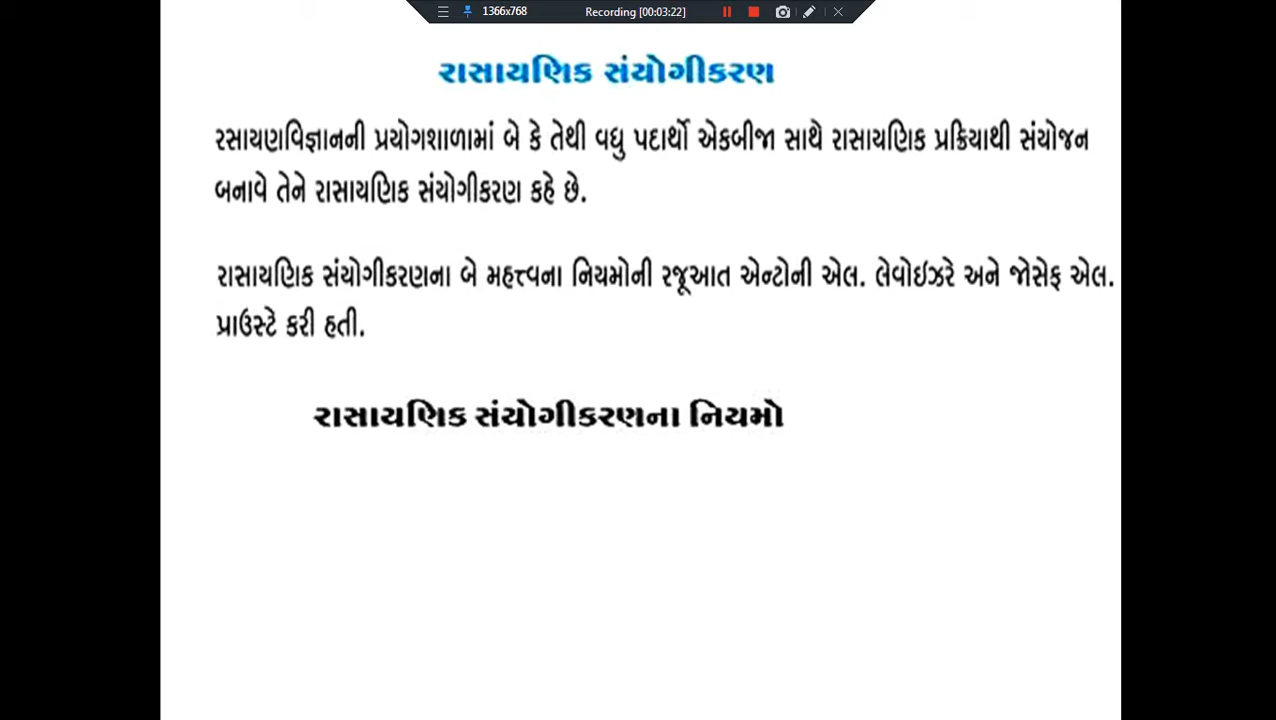 1366x768
Recording [00:03:22]
રાસાયણિક સંયોગીકરણ
રસાયણવિજ્ઞાનની પ્રયોગશાળામાં બે કે તેથી વધુ પદાર્થો એકબીજા સાથે રાસાયણિક પ્રક્રિયાથી સંયોજન
બનાવે તેને રાસાયણિક સંયોગીકરણ કહે છે.
રાસાયણિક સંયોગીકરણના બે મહત્ત્વના નિયમોની રજૂઆત એન્ટોની એલ. લેવોઇઝરે અને જોસેફ એલ.
પ્રાઉસ્ટે કરી હતી.
રાસાયણિક સંયોગીકરણના નિયમો